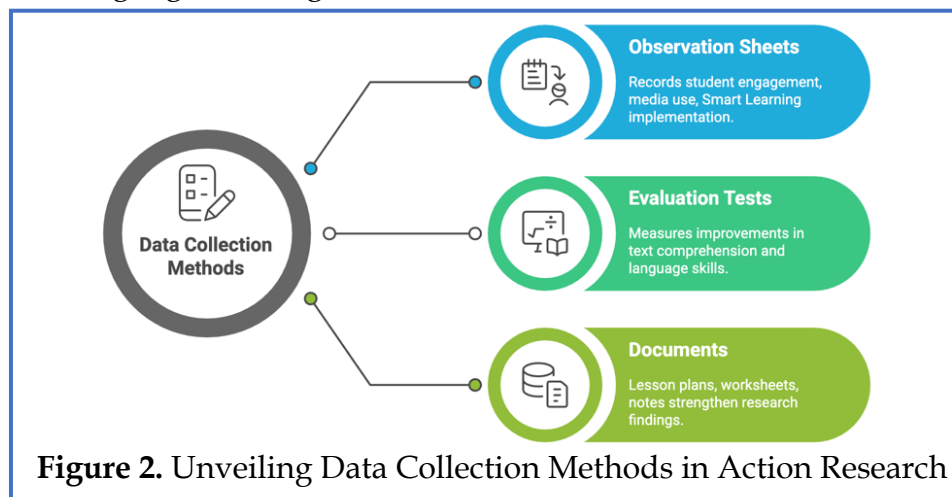 Data Collection
Methods
Observation Sheets
Records student engagement,
media use, Smart Learning
implementation.
Evaluation Tests
Measures improvements in
text comprehension and
language skills.
Documents
Lesson plans, worksheets,
notes strengthen research
findings.
Figure 2. Unveiling Data Collection Methods in Action Research